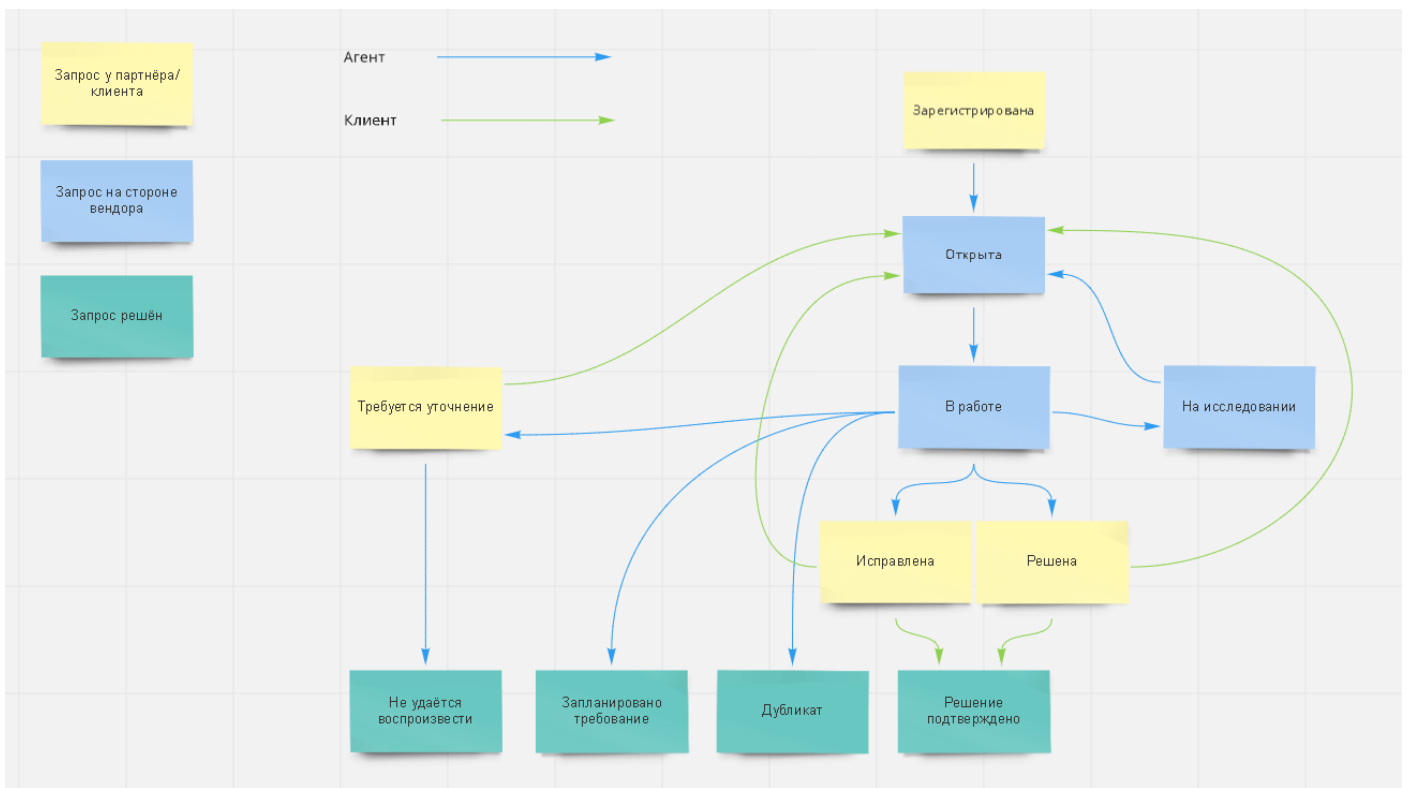 Запрос у партнёра/
клиента
Агент
Клиент
Зарегистрирована
Запрос на стороне
вендора
Открыта
Запрос решён
Требуется уточнение
В работе
На исследовании
Исправлена
Решена
Не удаётся
воспроизвести
Запланировано
требование
Дубликат
Решение
подтверждено